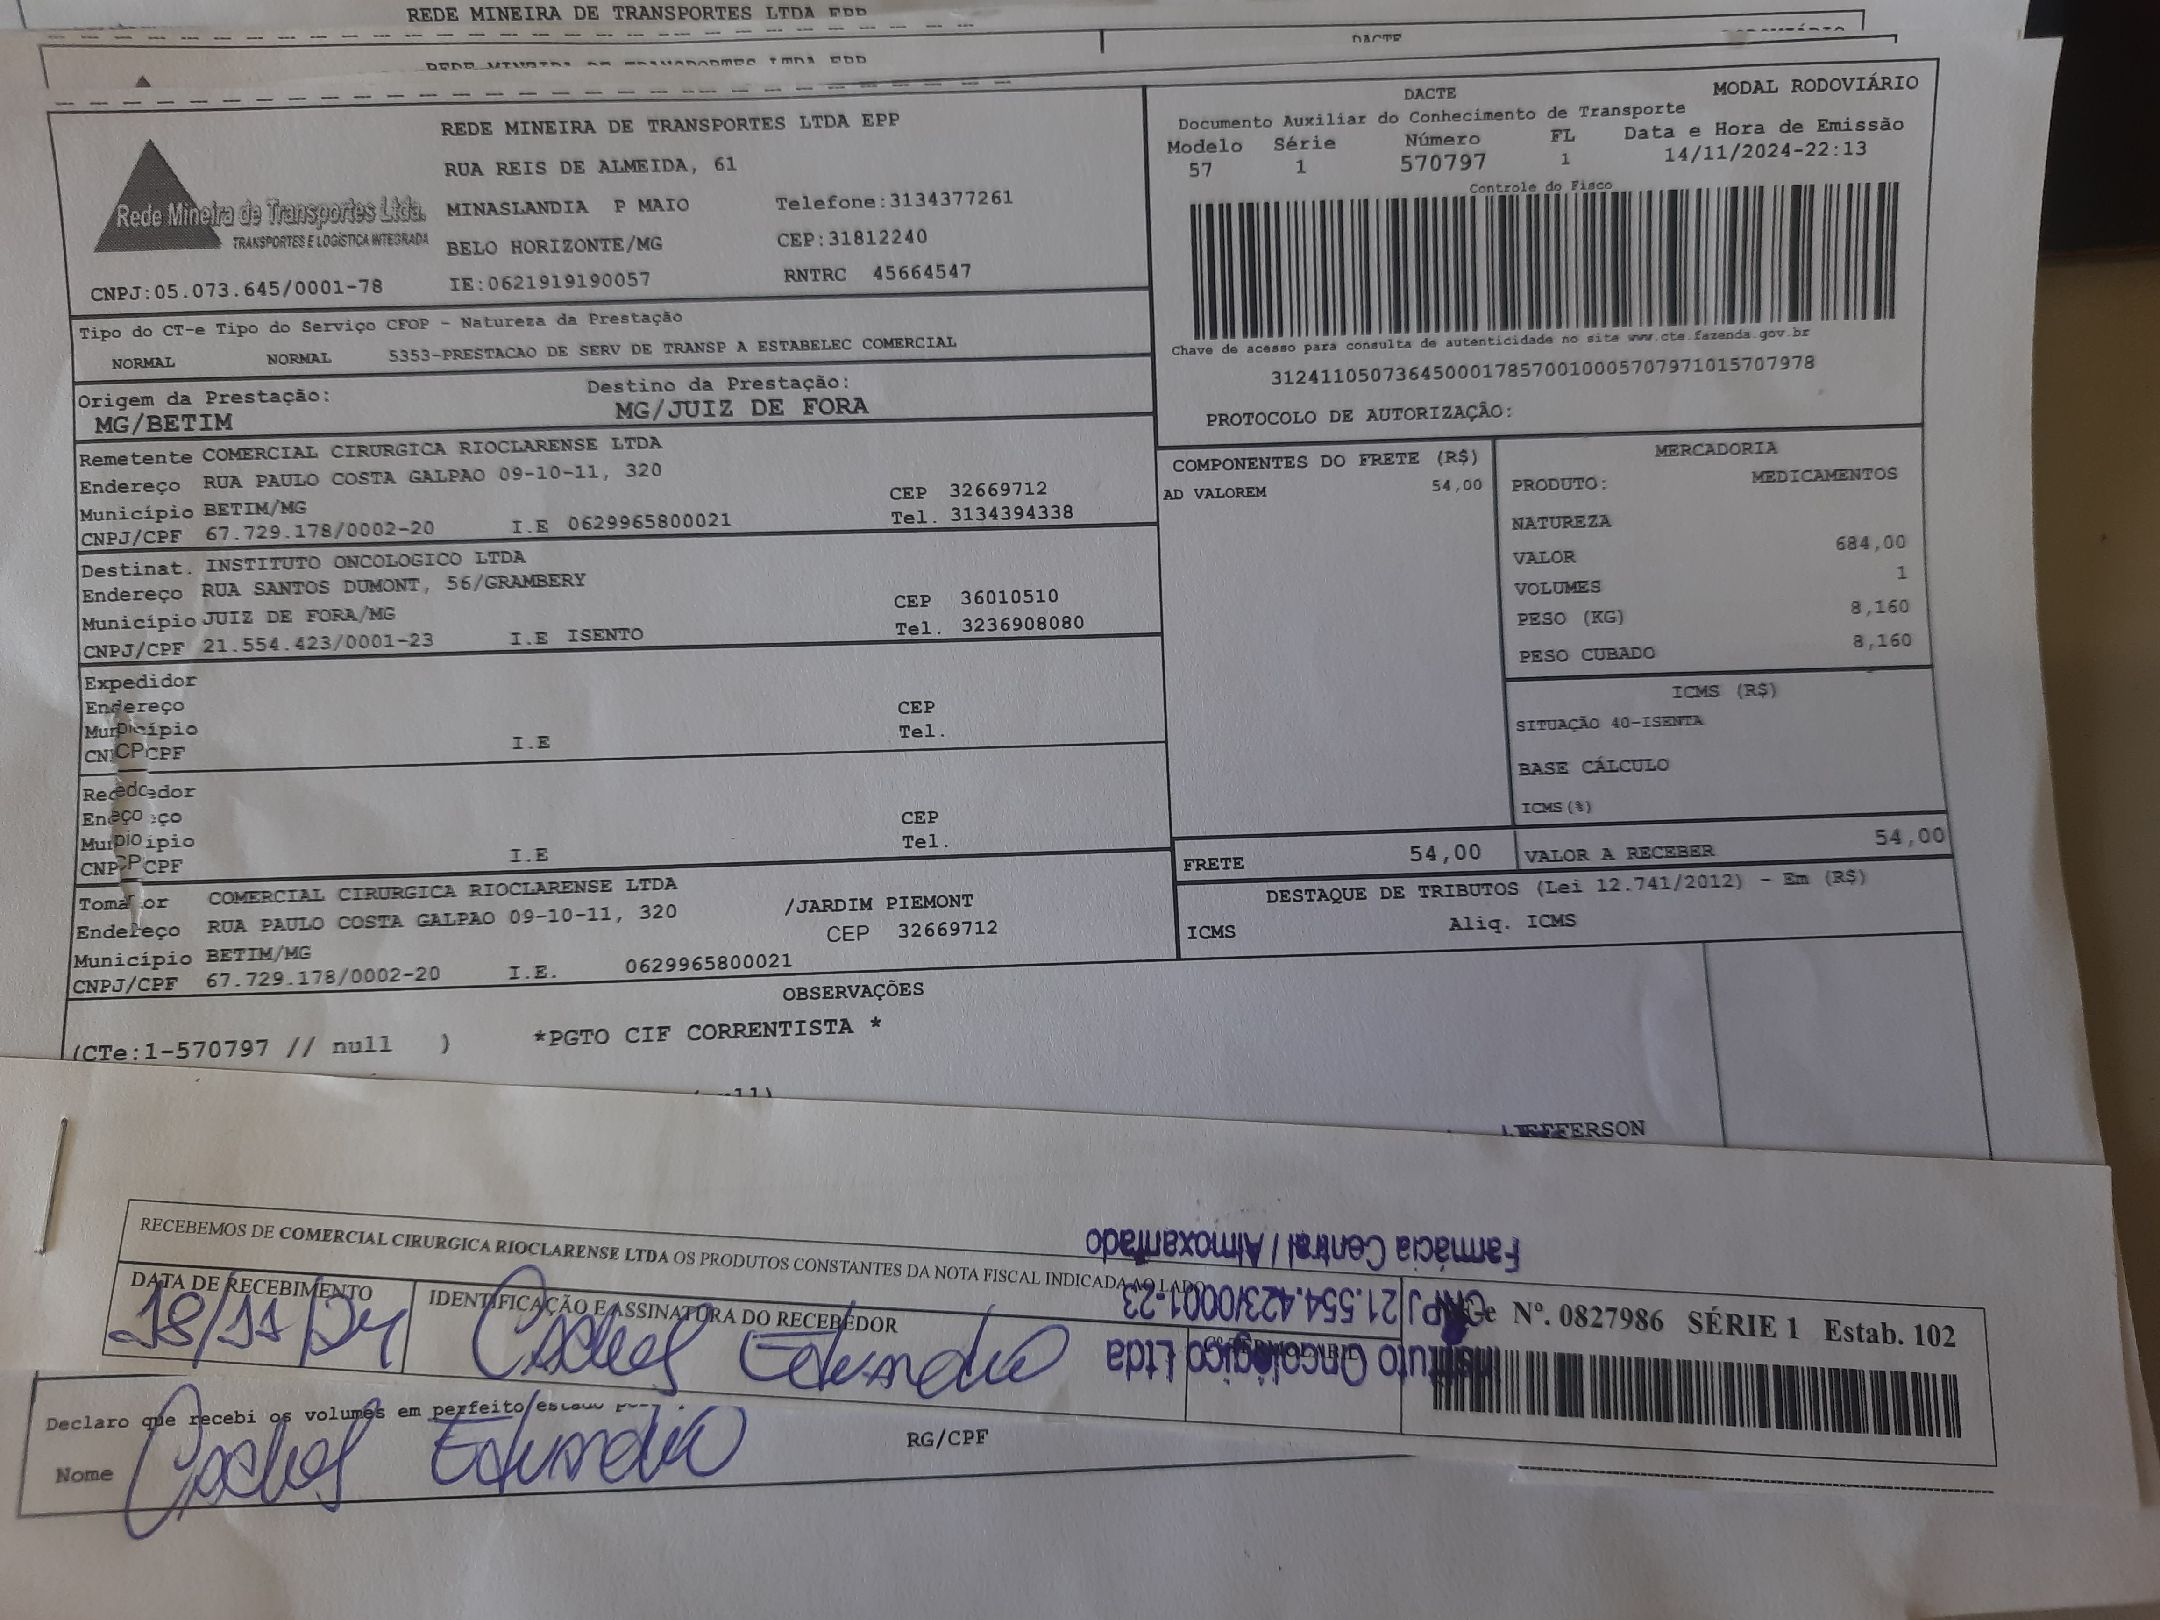 REDE MINEIRA DE TRANSPORTES LTDA EPP
DACTE
REDE MINEIRA DE TRANSPORTES LTDA EPP
REDE MINEIRA DE TRANSPORTES LTDA EPP
RUA REIS DE ALMEIDA, 61
MINASLANDIA P MAIO Telefone:3134377261
BELO HORIZONTE/MG CEP:31812240
IE:0621919190057 RNTRC 45664547
Rede Mineira de Transportes Ltda.
TRANSPORTES E LOGÍSTICA INTEGRADA
CNPJ:05.073.645/0001-78
DACTE MODAL RODOVIÁRIO
Documento Auxiliar do Conhecimento de Transporte
Modelo Série Número FL Data e Hora de Emissão
57 1 570797 1 14/11/2024-22:13
Controle do Fisco
Chave de acesso para consulta de autenticidade no site www.cte.fazenda.gov.br
31241105073645000178570010005707971015707978
PROTOCOLO DE AUTORIZAÇÃO:
Tipo do CT-e Tipo do Serviço CFOP - Natureza da Prestação
NORMAL NORMAL 5353-PRESTACAO DE SERV DE TRANSP A ESTABELEC COMERCIAL
Origem da Prestação: Destino da Prestação:
MG/BETIM MG/JUIZ DE FORA
Remetente COMERCIAL CIRURGICA RIOCLARENSE LTDA
Endereço RUA PAULO COSTA GALPAO 09-10-11, 320
Município BETIM/MG CEP 32669712
CNPJ/CPF 67.729.178/0002-20 I.E 0629965800021 Tel. 3134394338
Destinat. INSTITUTO ONCOLOGICO LTDA
Endereço RUA SANTOS DUMONT, 56/GRAMBERY
Município JUIZ DE FORA/MG CEP 36010510
CNPJ/CPF 21.554.423/0001-23 I.E ISENTO Tel. 3236908080
Expedidor
Endereço CEP
Município Tel.
CNPJ/CPF I.E
Recebedor
Endereço CEP
Município Tel.
CNPJ/CPF I.E
Tomador COMERCIAL CIRURGICA RIOCLARENSE LTDA
Endereço RUA PAULO COSTA GALPAO 09-10-11, 320 /JARDIM PIEMONT
Município BETIM/MG CEP 32669712
CNPJ/CPF 67.729.178/0002-20 I.E. 0629965800021
COMPONENTES DO FRETE (R$)
AD VALOREM 54,00
MERCADORIA
PRODUTO: MEDICAMENTOS
NATUREZA
VALOR 684,00
VOLUMES 1
PESO (KG) 8,160
PESO CUBADO 8,160
ICMS (R$)
SITUAÇÃO 40-ISENTA
BASE CÁLCULO
ICMS(%)
FRETE 54,00 VALOR A RECEBER 54,00
DESTAQUE DE TRIBUTOS (Lei 12.741/2012) - Em (R$)
ICMS Aliq. ICMS
OBSERVAÇÕES
(CTe:1-570797 // null ) *PGTO CIF CORRENTISTA *
JEFFERSON
RECEBEMOS DE COMERCIAL CIRURGICA RIOCLARENSE LTDA OS PRODUTOS CONSTANTES DA NOTA FISCAL INDICADA AO LADO
DATA DE RECEBIMENTO IDENTIFICAÇÃO E ASSINATURA DO RECEBEDOR
18/11/24
Nº. 0827986 SÉRIE 1 Estab. 102
Instituto Oncológico Ltda
CNPJ 21.554.423/0001-23
Farmácia Central / Almoxarifado
Declaro que recebi os volumes em perfeito estado
Nome RG/CPF